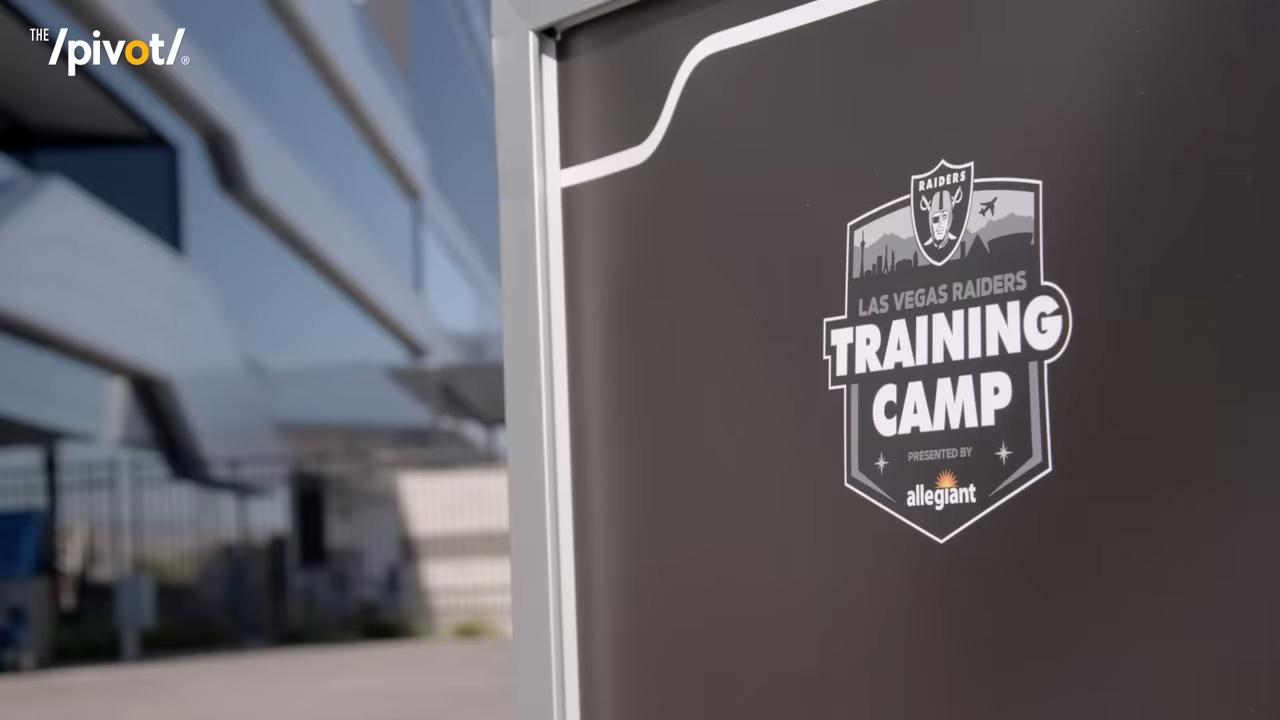 THE /pivot/®
RAIDERS
LAS VEGAS RAIDERS
TRAINING
CAMP
PRESENTED BY
allegiant